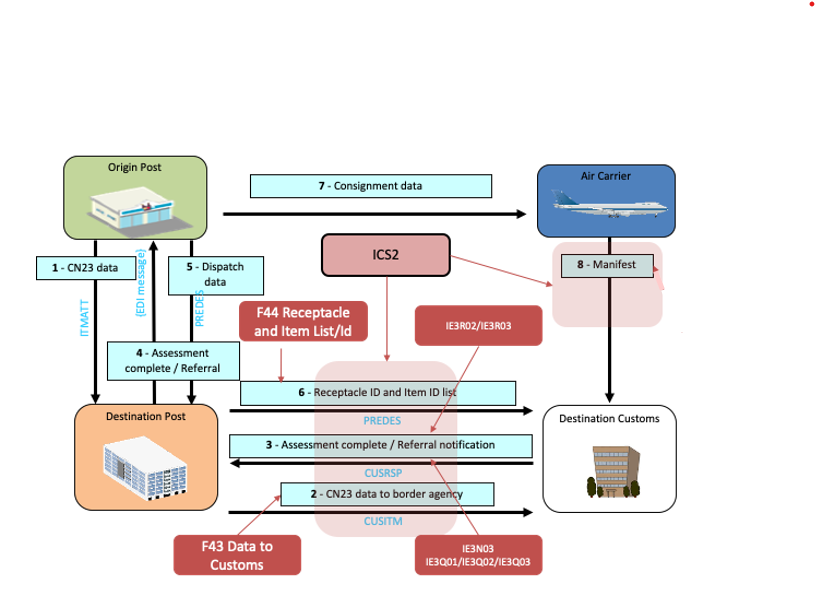 Origin Post
Air Carrier
7 - Consignment data
ICS2
1 - CN23 data
5 - Dispatch
data
8 - Manifest
ITMATT
(EDI message)
PREDES
F44 Receptacle
and Item List/Id
IE3R02/IE3R03
4 - Assessment
complete / Referral
6 - Receptacle ID and Item ID list
PREDES
Destination Post
Destination Customs
3 - Assessment complete / Referral notification
CUSRSP
2 - CN23 data to border agency
CUSITM
F43 Data to
Customs
IE3N03
IE3Q01/IE3Q02/IE3Q03